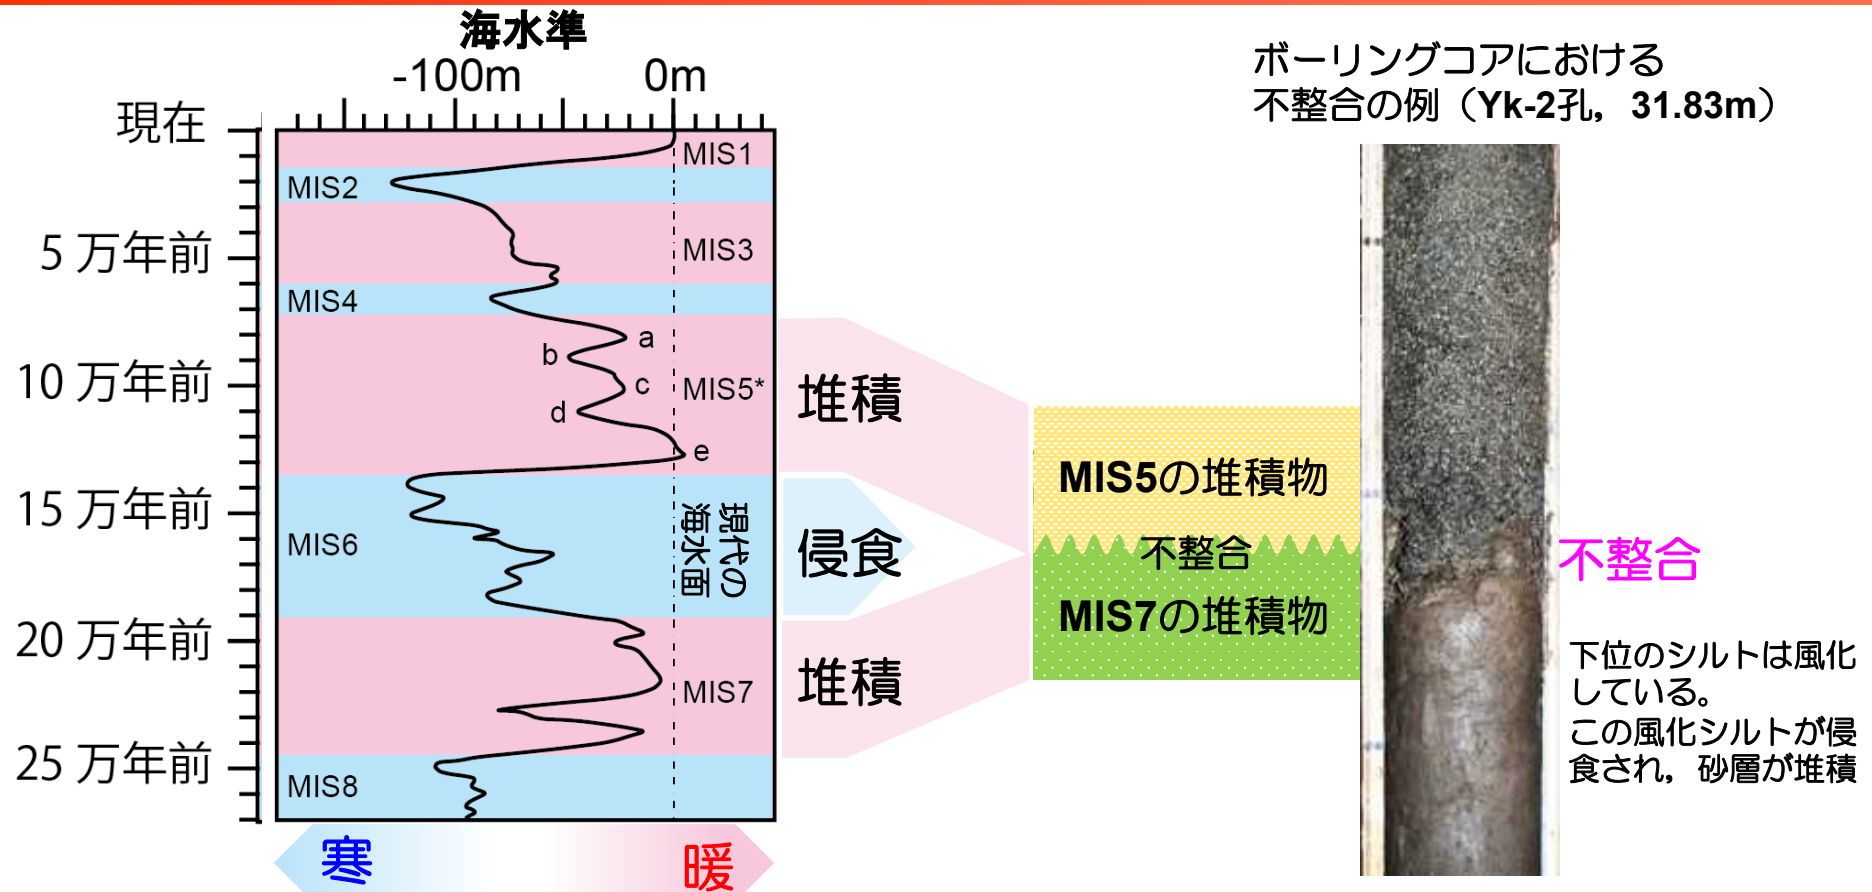 海水準
-100m 0m
現在
5 万年前
10 万年前
15 万年前
20 万年前
25 万年前
MIS1
MIS2
MIS3
MIS4
a
b
c
MIS5*
d
e
MIS6
現代の
海水面
MIS7
MIS8
寒
暖
堆積
侵食
堆積
MIS5の堆積物
不整合
MIS7の堆積物
ボーリングコアにおける
不整合の例（Yk-2孔，31.83m）
不整合
下位のシルトは風化
している。
この風化シルトが侵
食され，砂層が堆積